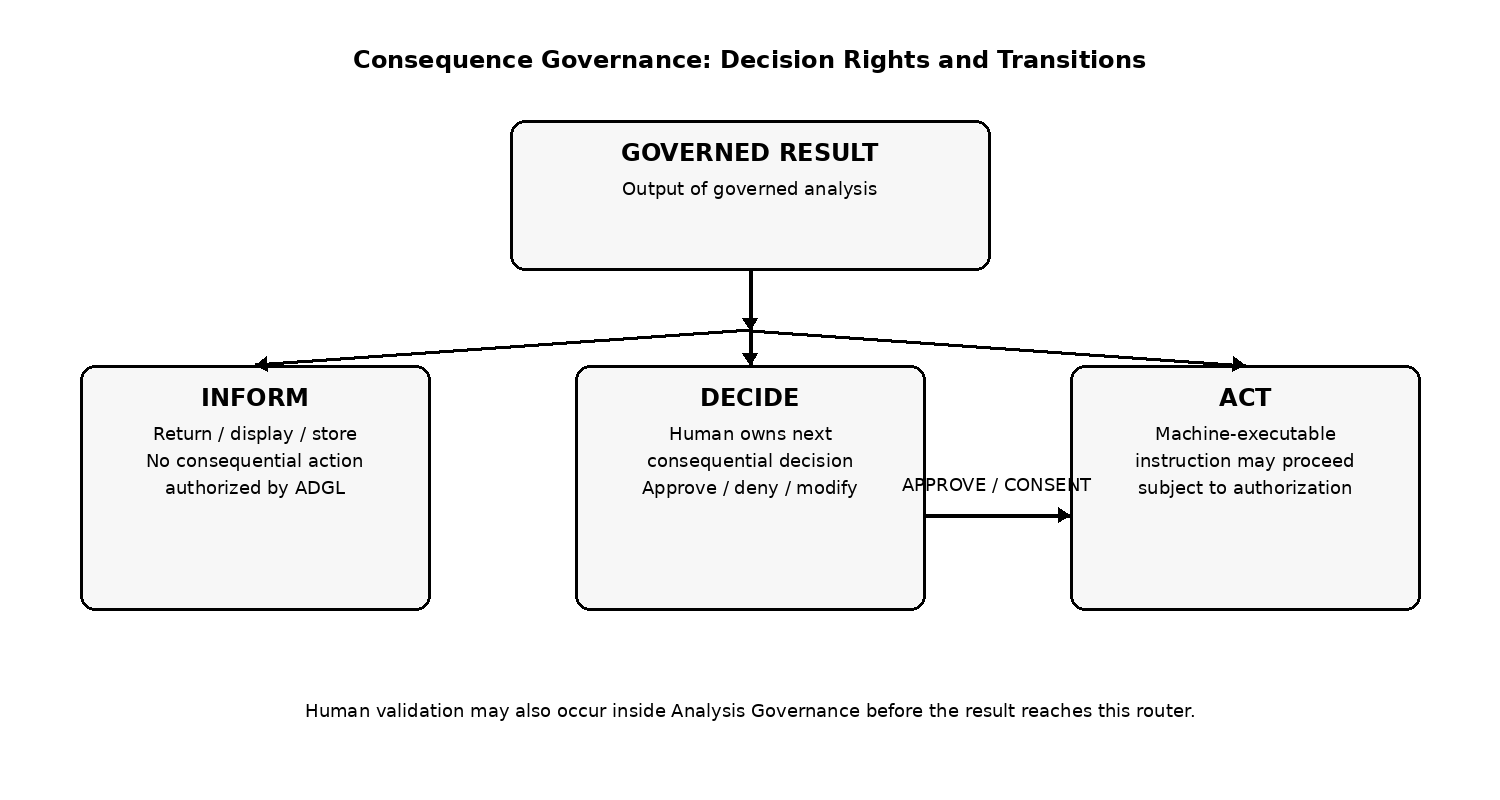 Consequence Governance: Decision Rights and Transitions
GOVERNED RESULT
Output of governed analysis
INFORM
Return / display / store
No consequential action
authorized by ADGL
DECIDE
Human owns next
consequential decision
Approve / deny / modify
APPROVE / CONSENT
ACT
Machine-executable
instruction may proceed
subject to authorization
Human validation may also occur inside Analysis Governance before the result reaches this router.